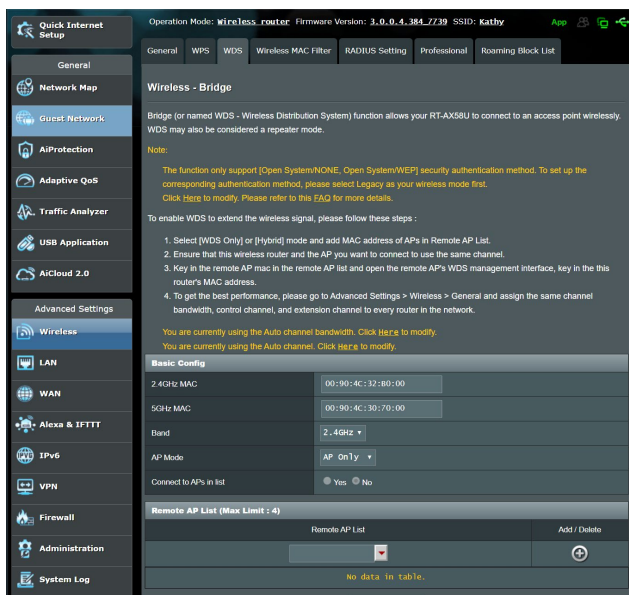 Quick Internet
Setup
Operation Mode: Wireless router Firmware Version: 3.0.0.4.384_7739 SSID: Kathy
App
General WPS WDS Wireless MAC Filter RADIUS Setting Professional Roaming Block List
General
Network Map
Guest Network
AiProtection
Adaptive QoS
Traffic Analyzer
USB Application
AiCloud 2.0
Advanced Settings
Wireless
LAN
WAN
Alexa & IFTTT
IPv6
VPN
Firewall
Administration
System Log
Wireless - Bridge
Bridge (or named WDS - Wireless Distribution System) function allows your RT-AX58U to connect to an access point wirelessly.
WDS may also be considered a repeater mode.
Note:
The function only support [Open System/NONE, Open System/WEP] security authentication method. To set up the
corresponding authentication method, please select Legacy as your wireless mode first.
Click Here to modify. Please refer to this FAQ for more details.
To enable WDS to extend the wireless signal, please follow these steps :
1. Select [WDS Only] or [Hybrid] mode and add MAC address of APs in Remote AP List.
2. Ensure that this wireless router and the AP you want to connect to use the same channel.
3. Key in the remote AP mac in the remote AP list and open the remote AP's WDS management interface, key in the this
router's MAC address.
4. To get the best performance, please go to Advanced Settings > Wireless > General and assign the same channel
bandwidth, control channel, and extension channel to every router in the network.
You are currently using the Auto channel bandwidth. Click Here to modify.
You are currently using the Auto channel. Click Here to modify.
Basic Config
2.4GHz MAC 00:90:4C:32:B0:00
5GHz MAC 00:90:4C:30:70:00
Band 2.4GHz
AP Mode AP Only
Connect to APs in list Yes No
Remote AP List (Max Limit : 4)
Remote AP List Add / Delete
No data in table.